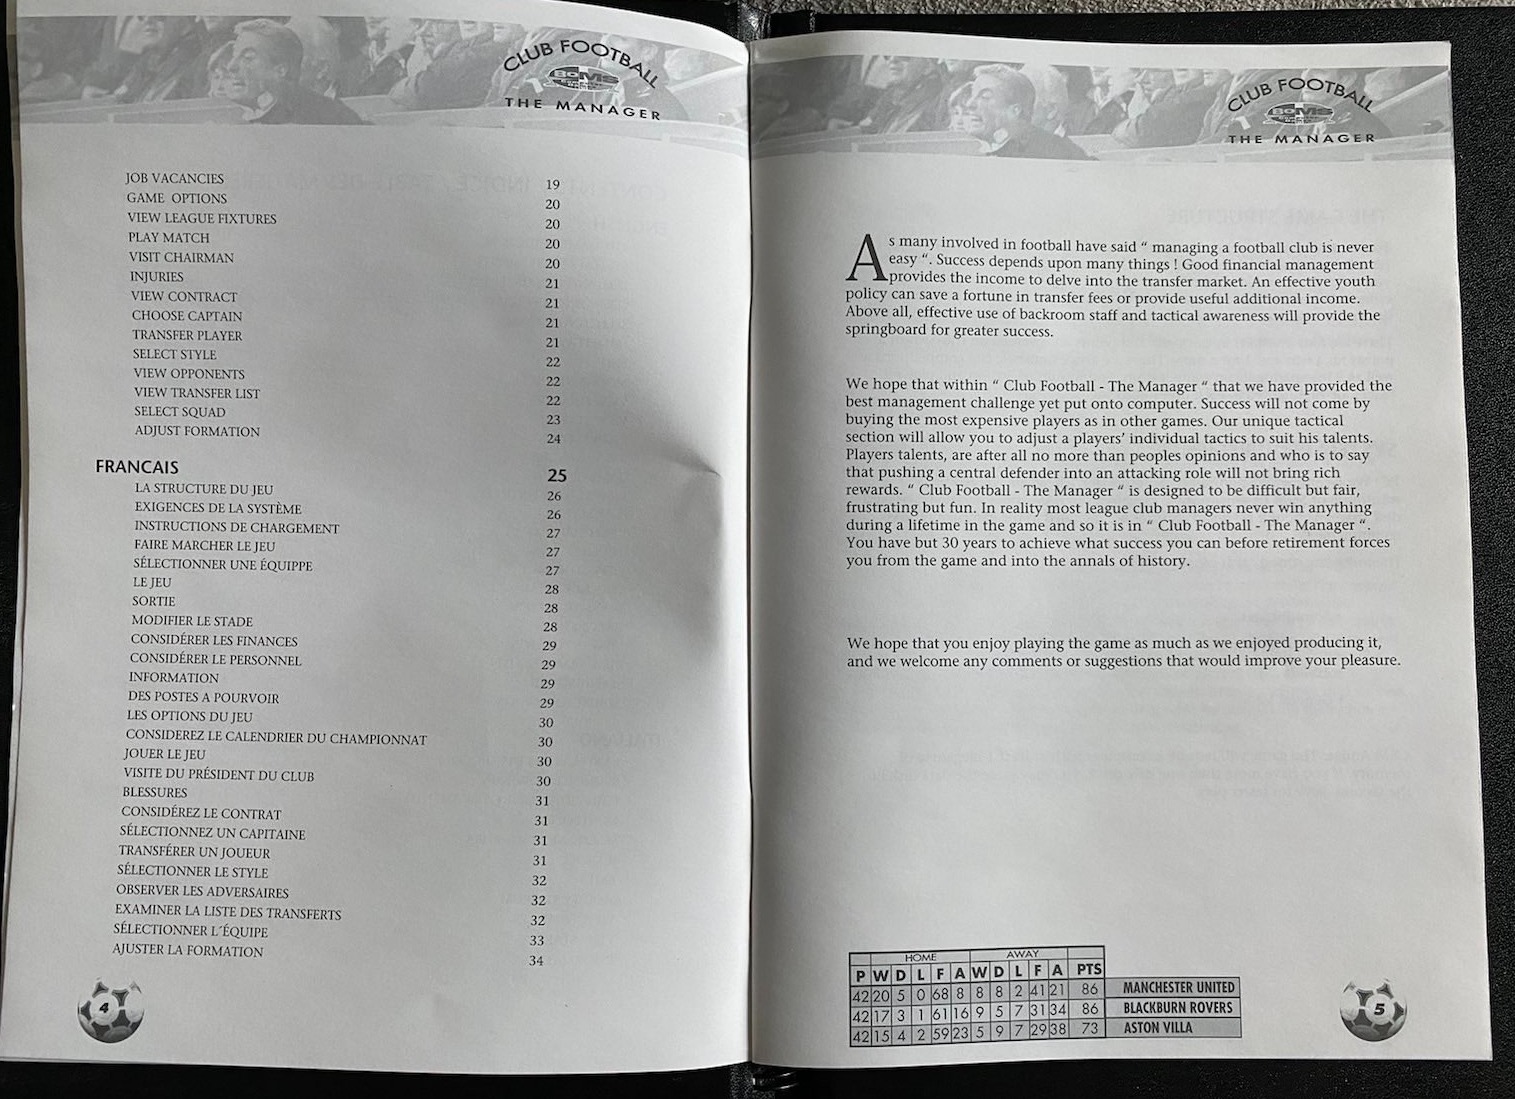 CLUB FOOTBALL
BCMS
THE MANAGER
JOB VACANCIES 19
GAME OPTIONS 20
VIEW LEAGUE FIXTURES 20
PLAY MATCH 20
VISIT CHAIRMAN 20
INJURIES 21
VIEW CONTRACT 21
CHOOSE CAPTAIN 21
TRANSFER PLAYER 21
SELECT STYLE 22
VIEW OPPONENTS 22
VIEW TRANSFER LIST 22
SELECT SQUAD 23
ADJUST FORMATION 24
FRANCAIS 25
LA STRUCTURE DU JEU 26
EXIGENCES DE LA SYSTÈME 26
INSTRUCTIONS DE CHARGEMENT 27
FAIRE MARCHER LE JEU 27
SÉLECTIONNER UNE ÉQUIPPE 27
LE JEU 28
SORTIE 28
MODIFIER LE STADE 28
CONSIDÉRER LES FINANCES 29
CONSIDÉRER LE PERSONNEL 29
INFORMATION 29
DES POSTES A POURVOIR 29
LES OPTIONS DU JEU 30
CONSIDEREZ LE CALENDRIER DU CHAMPIONNAT 30
JOUER LE JEU 30
VISITE DU PRÉSIDENT DU CLUB 30
BLESSURES 31
CONSIDÉREZ LE CONTRAT 31
SÉLECTIONNEZ UN CAPITAINE 31
TRANSFÉRER UN JOUEUR 31
SÉLECTIONNER LE STYLE 32
OBSERVER LES ADVERSAIRES 32
EXAMINER LA LISTE DES TRANSFERTS 32
SÉLECTIONNER L´ÉQUIPE 33
AJUSTER LA FORMATION 34
4
CLUB FOOTBALL
BCMS
THE MANAGER
As many involved in football have said “ managing a football club is never
easy “. Success depends upon many things ! Good financial management
provides the income to delve into the transfer market. An effective youth
policy can save a fortune in transfer fees or provide useful additional income.
Above all, effective use of backroom staff and tactical awareness will provide the
springboard for greater success.
We hope that within “ Club Football - The Manager “ that we have provided the
best management challenge yet put onto computer. Success will not come by
buying the most expensive players as in other games. Our unique tactical
section will allow you to adjust a players’ individual tactics to suit his talents.
Players talents, are after all no more than peoples opinions and who is to say
that pushing a central defender into an attacking role will not bring rich
rewards. “ Club Football - The Manager “ is designed to be difficult but fair,
frustrating but fun. In reality most league club managers never win anything
during a lifetime in the game and so it is in “ Club Football - The Manager “.
You have but 30 years to achieve what success you can before retirement forces
you from the game and into the annals of history.
We hope that you enjoy playing the game as much as we enjoyed producing it,
and we welcome any comments or suggestions that would improve your pleasure.
HOME AWAY
P W D L F A W D L F A PTS
42 20 5 0 68 8 8 8 2 41 21 86 MANCHESTER UNITED
42 17 3 1 61 16 9 5 7 31 34 86 BLACKBURN ROVERS
42 15 4 2 59 23 5 9 7 29 38 73 ASTON VILLA
5